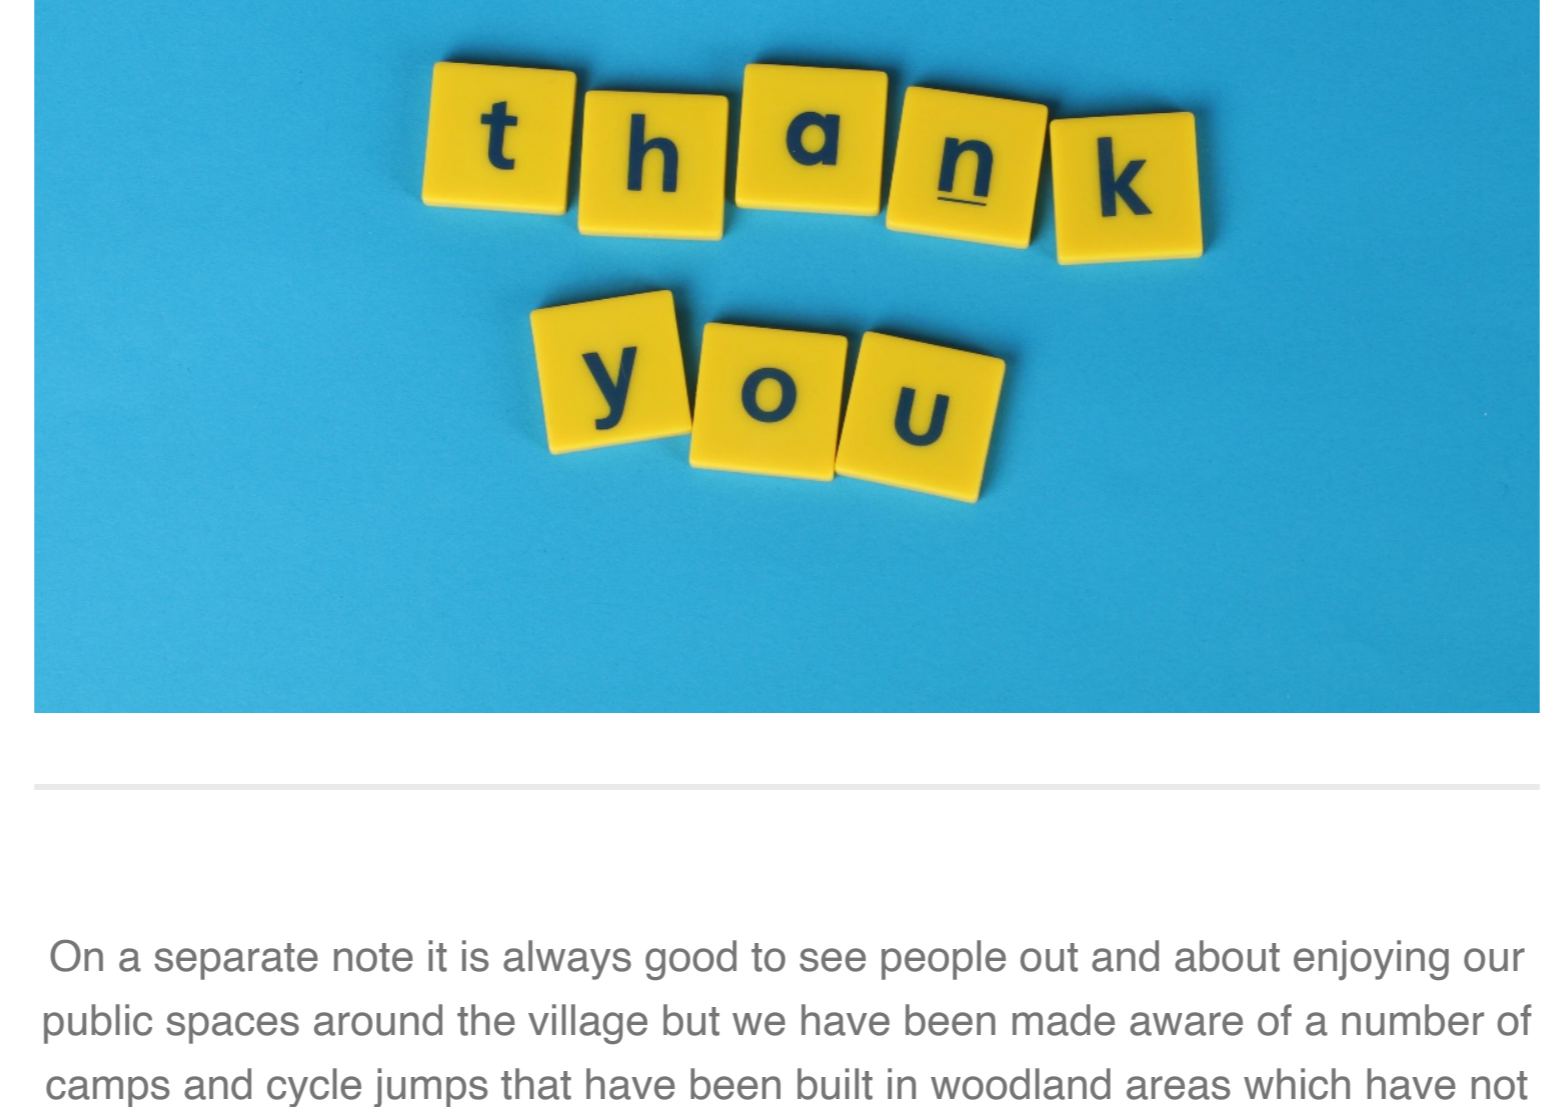 thank
you
On a separate note it is always good to see people out and about enjoying our
public spaces around the village but we have been made aware of a number of
camps and cycle jumps that have been built in woodland areas which have not